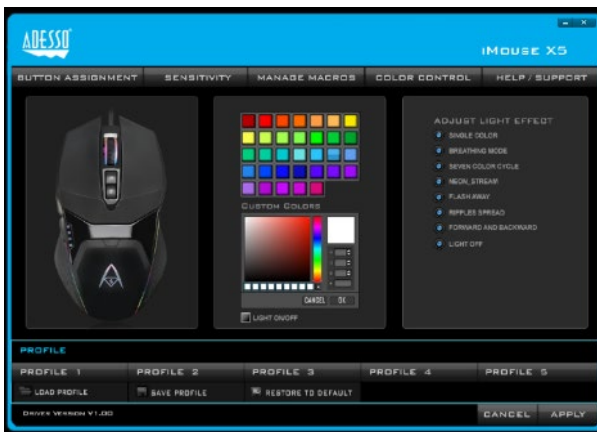 ADESSO
iMouse X5
BUTTON ASSIGNMENT SENSITIVITY MANAGE MACROS COLOR CONTROL HELP / SUPPORT
ADJUST LIGHT EFFECT
SINGLE COLOR
BREATHING MODE
SEVEN COLOR CYCLE
NEON_STREAM
FLASH AWAY
RIPPLES SPREAD
FORWARD AND BACKWARD
LIGHT OFF
CUSTOM COLORS
CANCEL OK
LIGHT ON/OFF
PROFILE
PROFILE 1 PROFILE 2 PROFILE 3 PROFILE 4 PROFILE 5
LOAD PROFILE SAVE PROFILE RESTORE TO DEFAULT
DRIVER VERSION V1.00
CANCEL APPLY